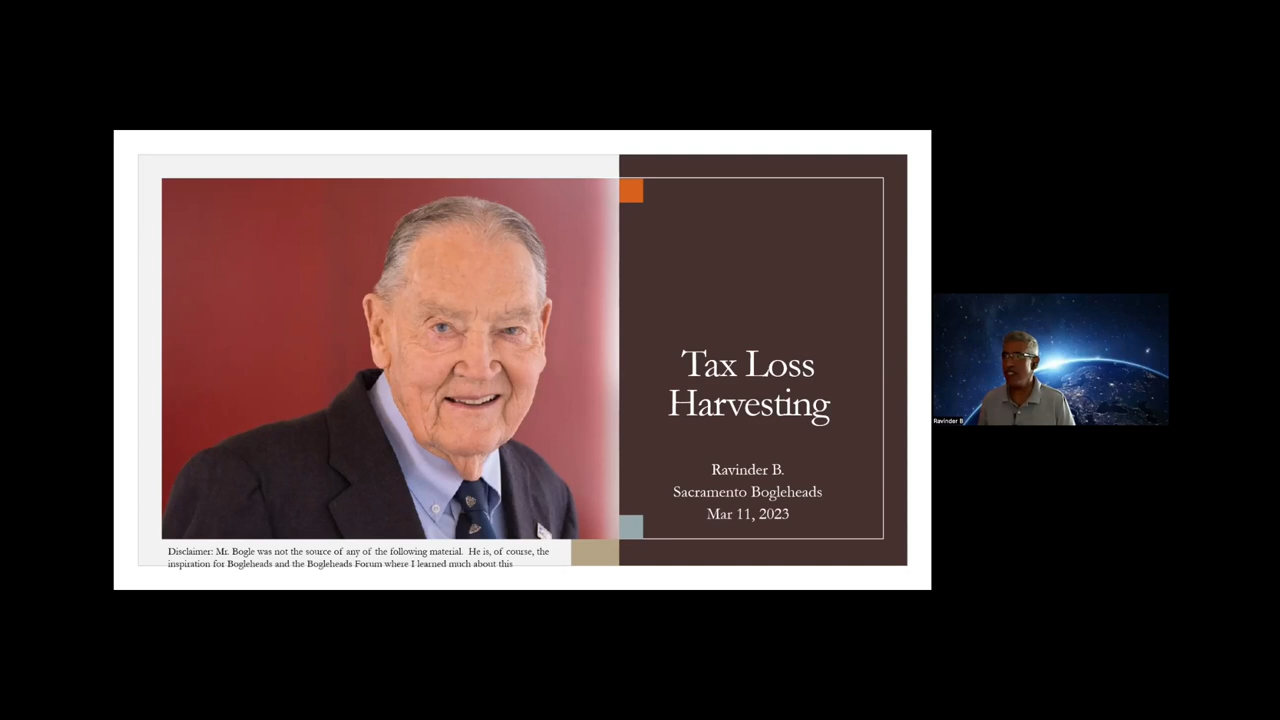 Tax Loss
Harvesting
Ravinder B.
Sacramento Bogleheads
Mar 11, 2023
Disclaimer: Mr. Bogle was not the source of any of the following material. He is, of course, the
inspiration for Bogleheads and the Bogleheads Forum where I learned much about this
Ravinder B.